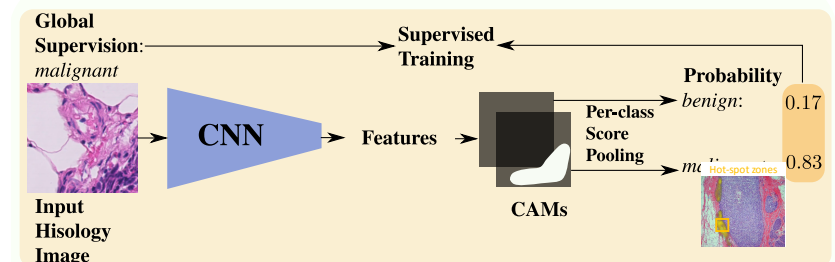 Global
Supervision:
malignant
Supervised
Training
Probability
benign:
0.17
CNN
Features
Per-class
Score
Pooling
0.83
Hot-spot zones
CAMs
Input
Hisology
Image